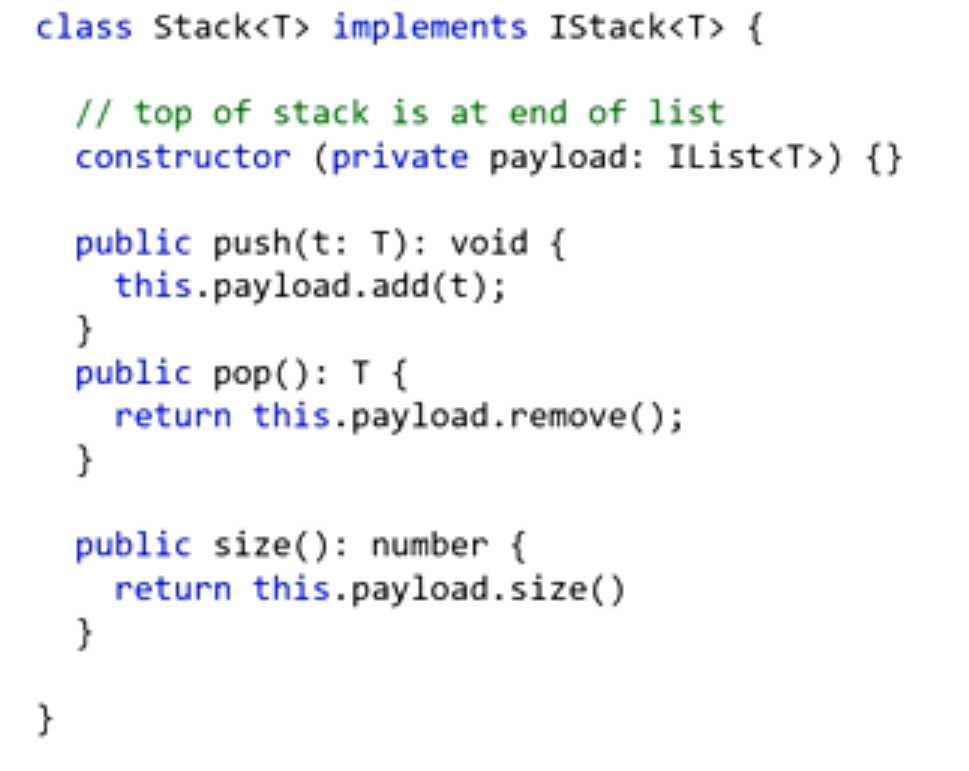 class Stack<T> implements IStack<T> {
// top of stack is at end of list
constructor (private payload: IList<T>) {}
public push(t: T): void {
this.payload.add(t);
}
public pop(): T {
return this.payload.remove();
}
public size(): number {
return this.payload.size()
}
}